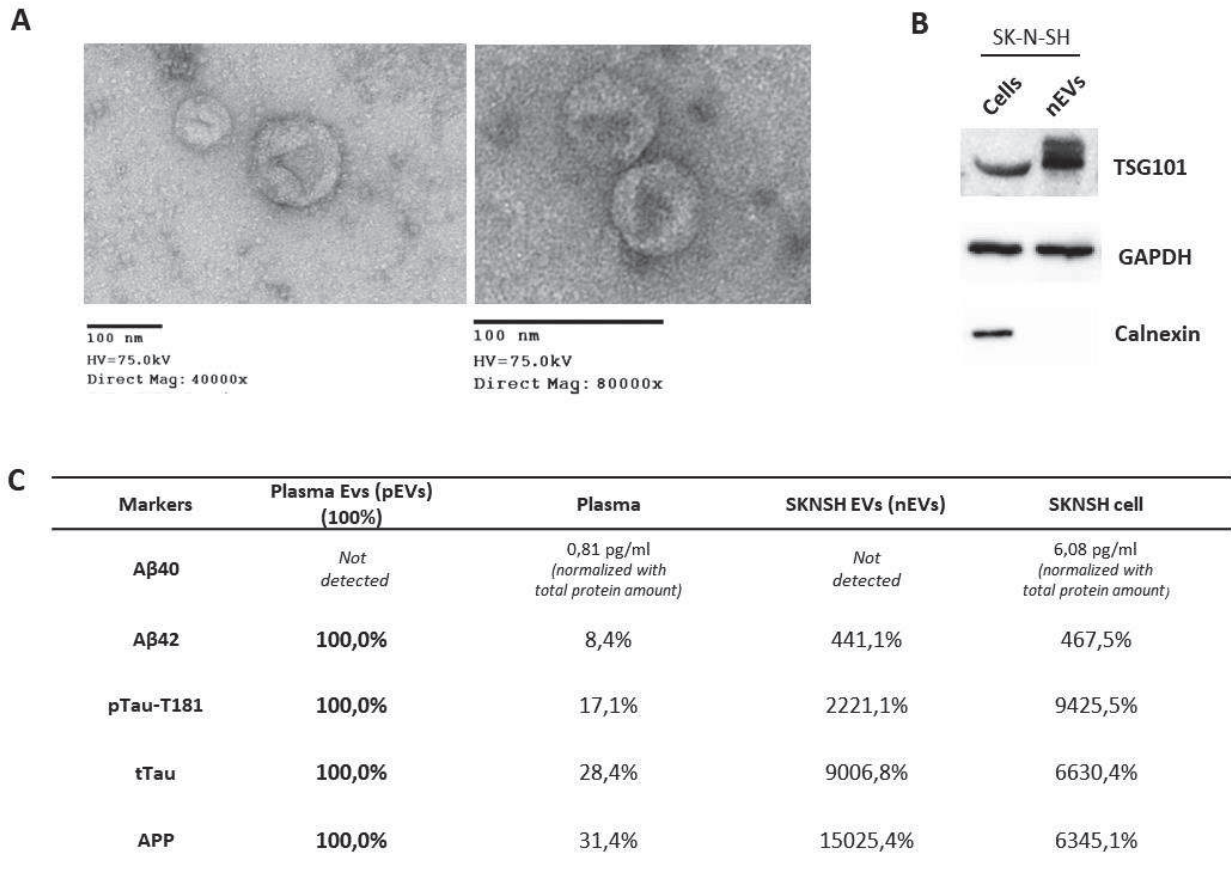 A
100 nm
HV=75.0kV
Direct Mag: 40000x
100 nm
HV=75.0kV
Direct Mag: 80000x
B
SK-N-SH
Cells
nEVs
TSG101
GAPDH
Calnexin
C
Markers
Plasma Evs (pEVs)
(100%)
Plasma
SKNSH EVs (nEVs)
SKNSH cell
Aβ40
Not
detected
0,81 pg/ml
(normalized with
total protein amount)
Not
detected
6,08 pg/ml
(normalized with
total protein amount)
Aβ42 100,0% 8,4% 441,1% 467,5%
pTau-T181 100,0% 17,1% 2221,1% 9425,5%
tTau 100,0% 28,4% 9006,8% 6630,4%
APP 100,0% 31,4% 15025,4% 6345,1%